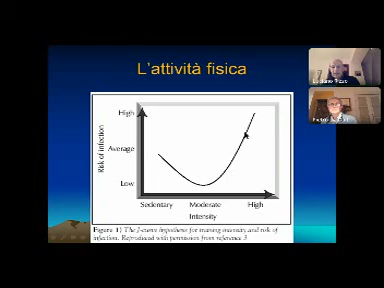 L'attività fisica
High
Average
Low
Risk of infection
Sedentary Moderate High
Intensity
Figure 1) The J-curve hypothesis for training intensity and risk of
infection. Reproduced with permission from reference 3
Luciano